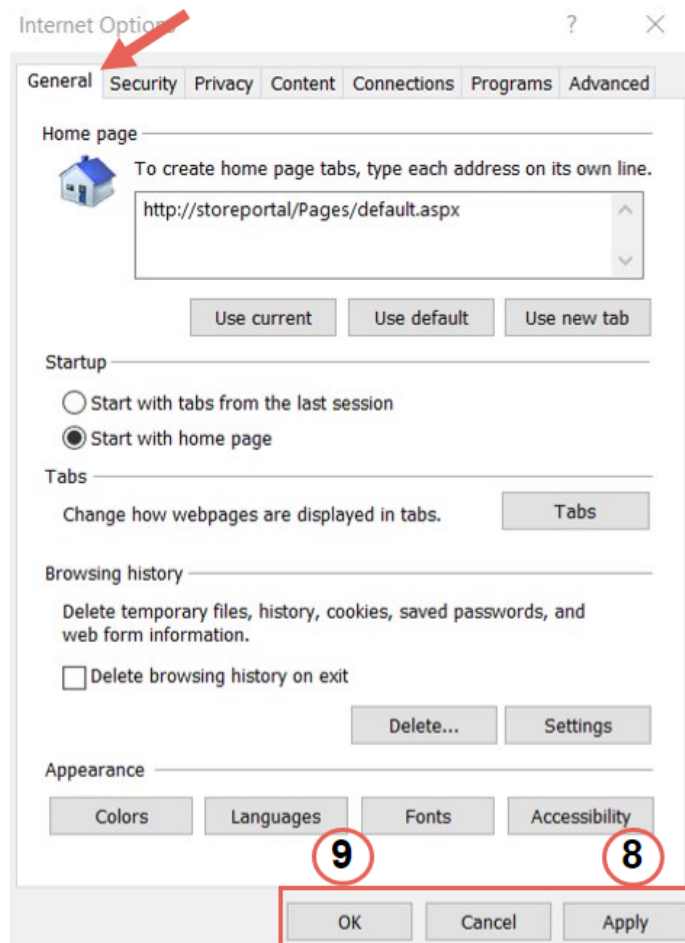 Internet Options
?
General Security Privacy Content Connections Programs Advanced
Home page
To create home page tabs, type each address on its own line.
http://storeportal/Pages/default.aspx
Use current Use default Use new tab
Startup
Start with tabs from the last session
Start with home page
Tabs
Change how webpages are displayed in tabs. Tabs
Browsing history
Delete temporary files, history, cookies, saved passwords, and
web form information.
Delete browsing history on exit
Delete... Settings
Appearance
Colors Languages Fonts Accessibility
9 8
OK Cancel Apply